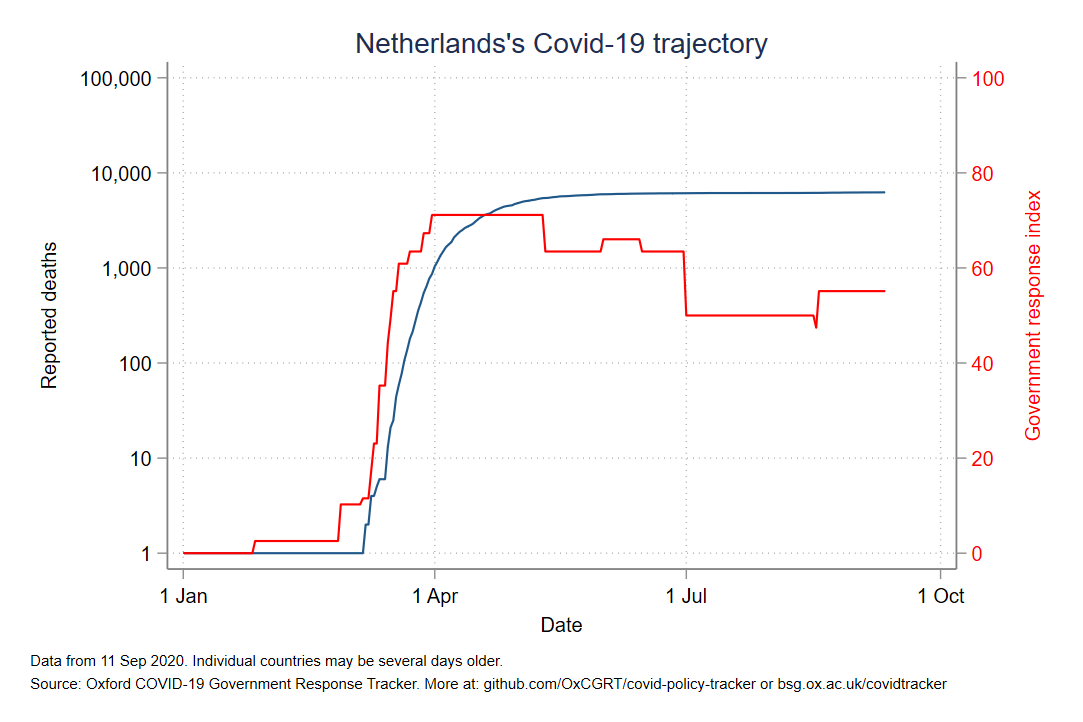 Netherlands's Covid-19 trajectory
100,000
10,000
1,000
100
10
1
Reported deaths
100
80
60
40
20
0
Government response index
1 Jan
1 Apr
1 Jul
1 Oct
Date
Data from 11 Sep 2020. Individual countries may be several days older.
Source: Oxford COVID-19 Government Response Tracker. More at: github.com/OxCGRT/covid-policy-tracker or bsg.ox.ac.uk/covidtracker